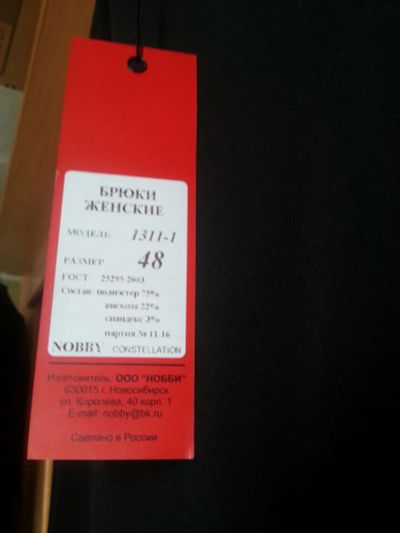 БРЮКИ
ЖЕНСКИЕ
МОДЕЛЬ 1311-1
РАЗМЕР 48
ГОСТ 25295 2003
Состав: полиэстер 75%
вискоза 22%
спандекс 3%
партия № 11-16
NOBBY CONSTELLATION
Изготовитель: ООО "НОББИ"
630015 г. Новосибирск
ул. Королева, 40 корп. 1
E-mail: nobby@bk.ru
Сделано в России